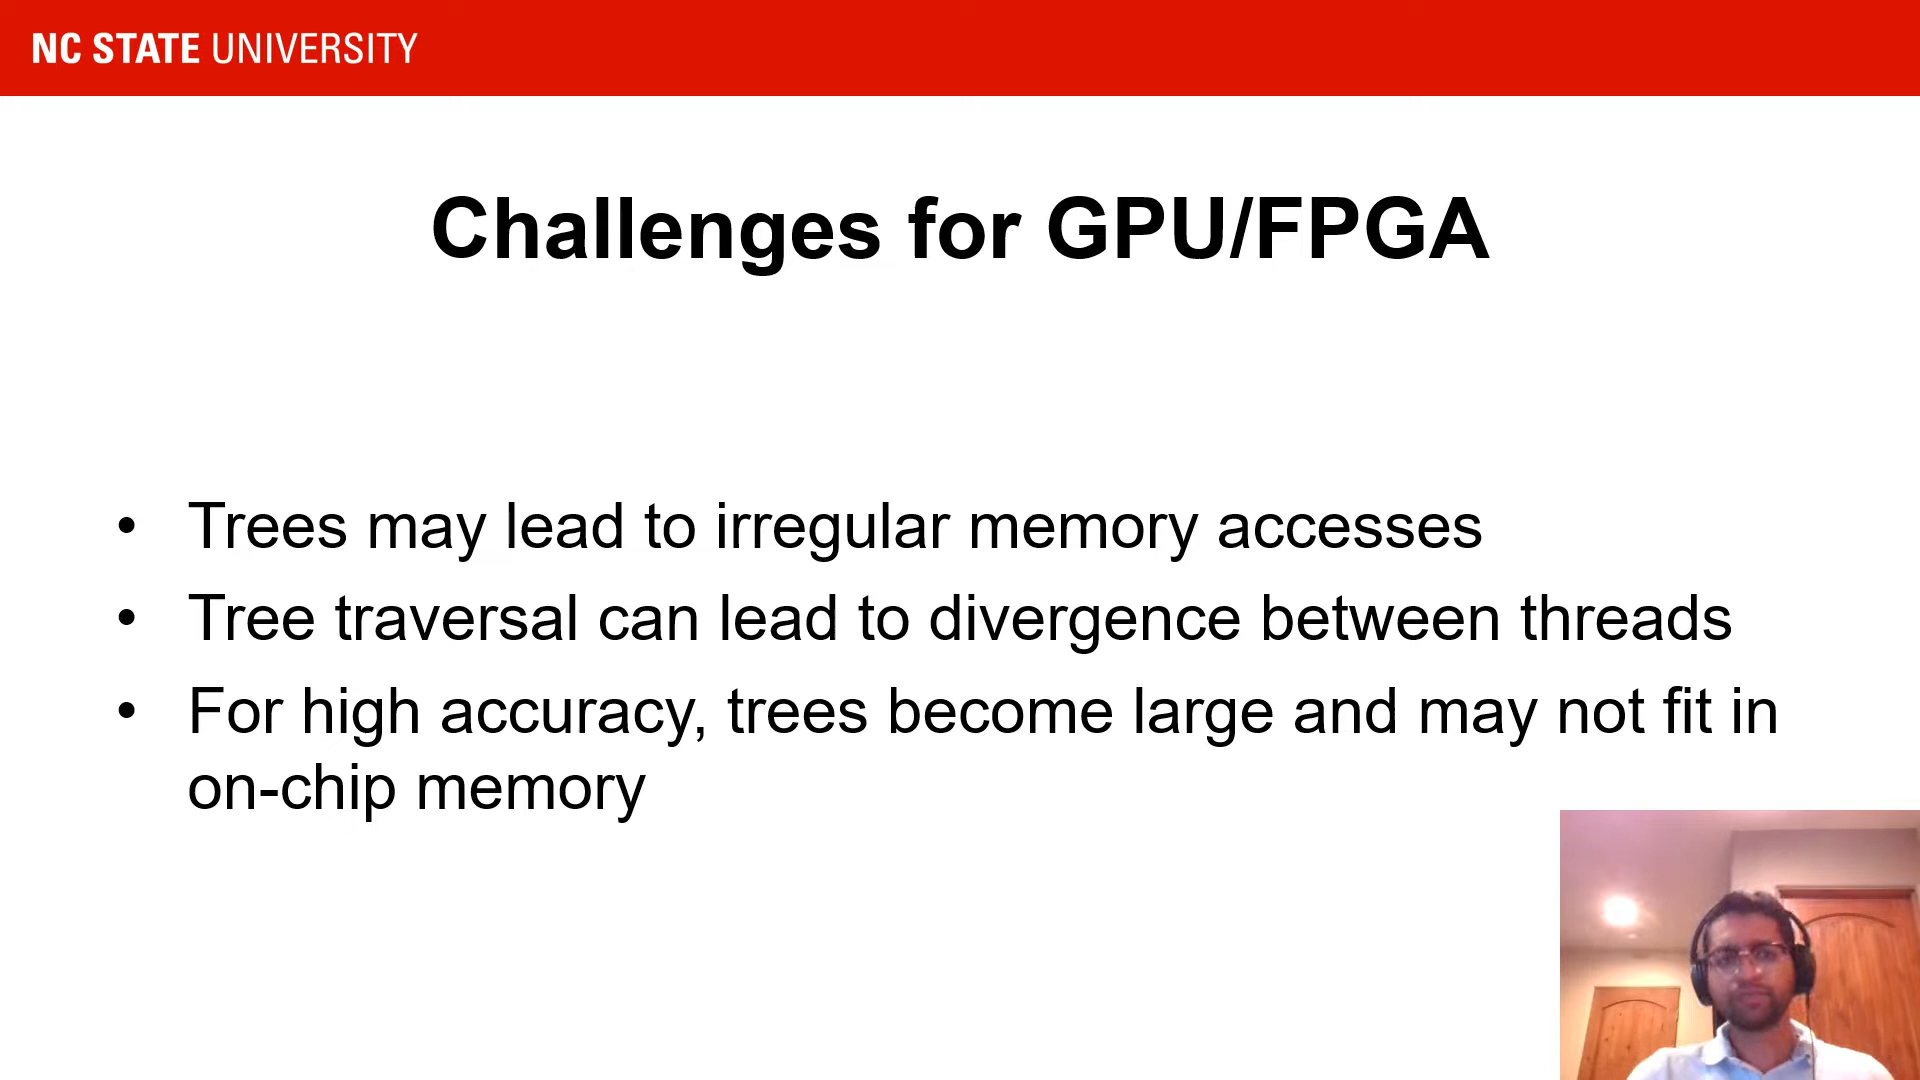 NC STATE UNIVERSITY
Challenges for GPU/FPGA
• Trees may lead to irregular memory accesses
• Tree traversal can lead to divergence between threads
• For high accuracy, trees become large and may not fit in
on-chip memory